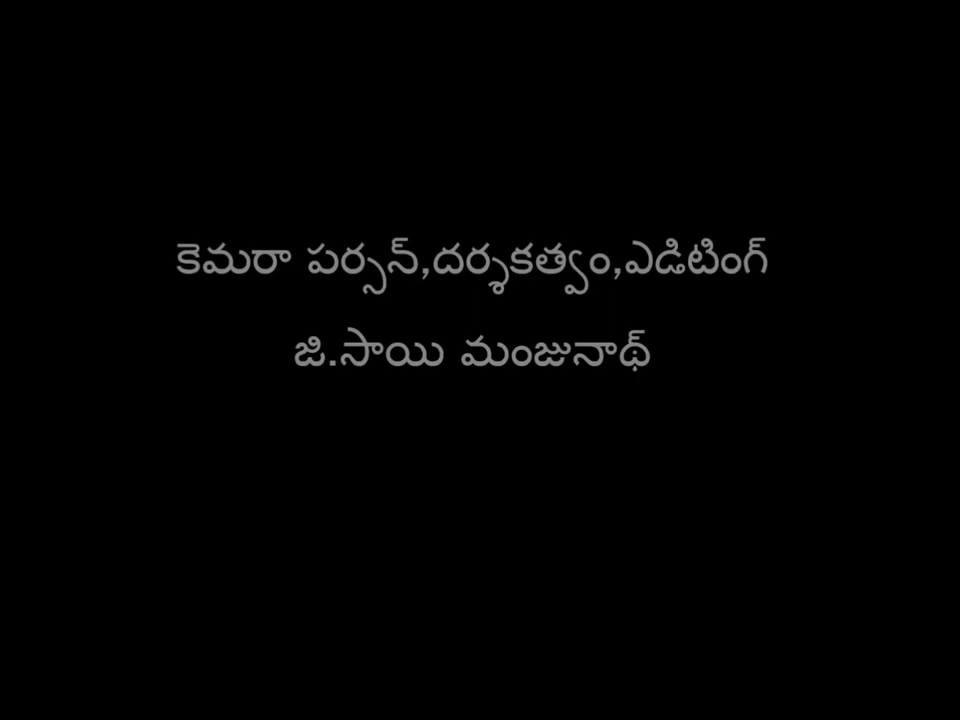 కెమరా పర్సన్,దర్శకత్వం,ఎడిటింగ్
జి.సాయి మంజునాథ్